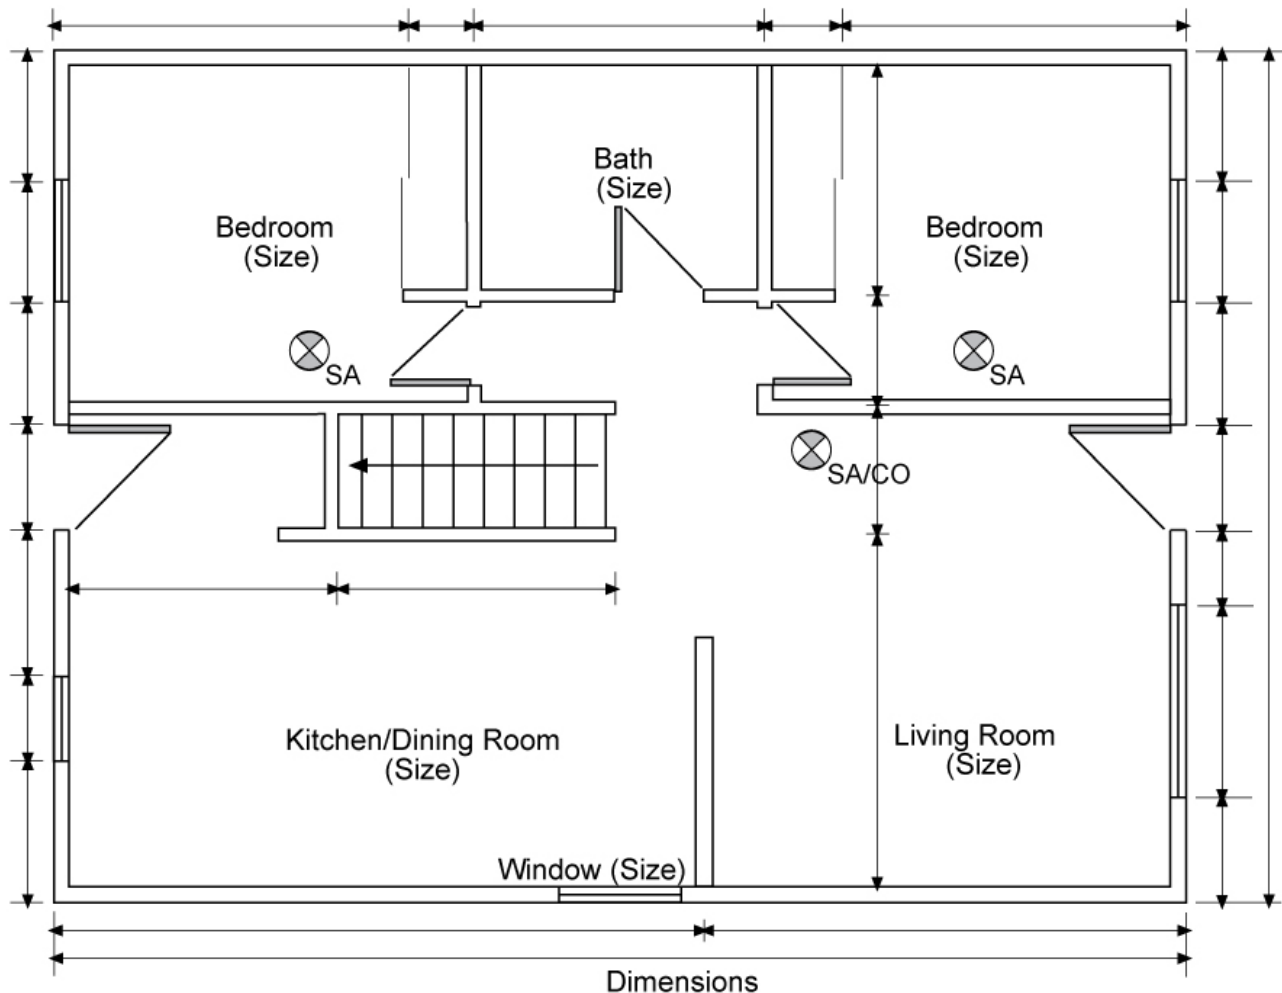 Bath
(Size)
Bedroom
(Size)
Bedroom
(Size)
SA
SA
SA/CO
Kitchen/Dining Room
(Size)
Living Room
(Size)
Window (Size)
Dimensions